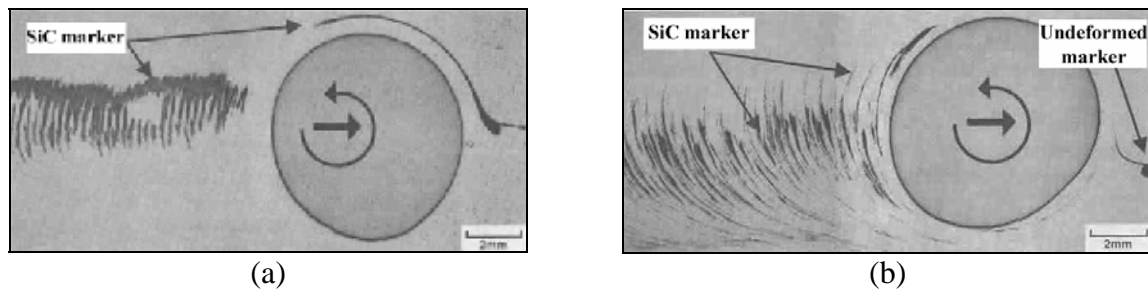 SiC marker
2mm
(a)
SiC marker
Undeformed
marker
2mm
(b)